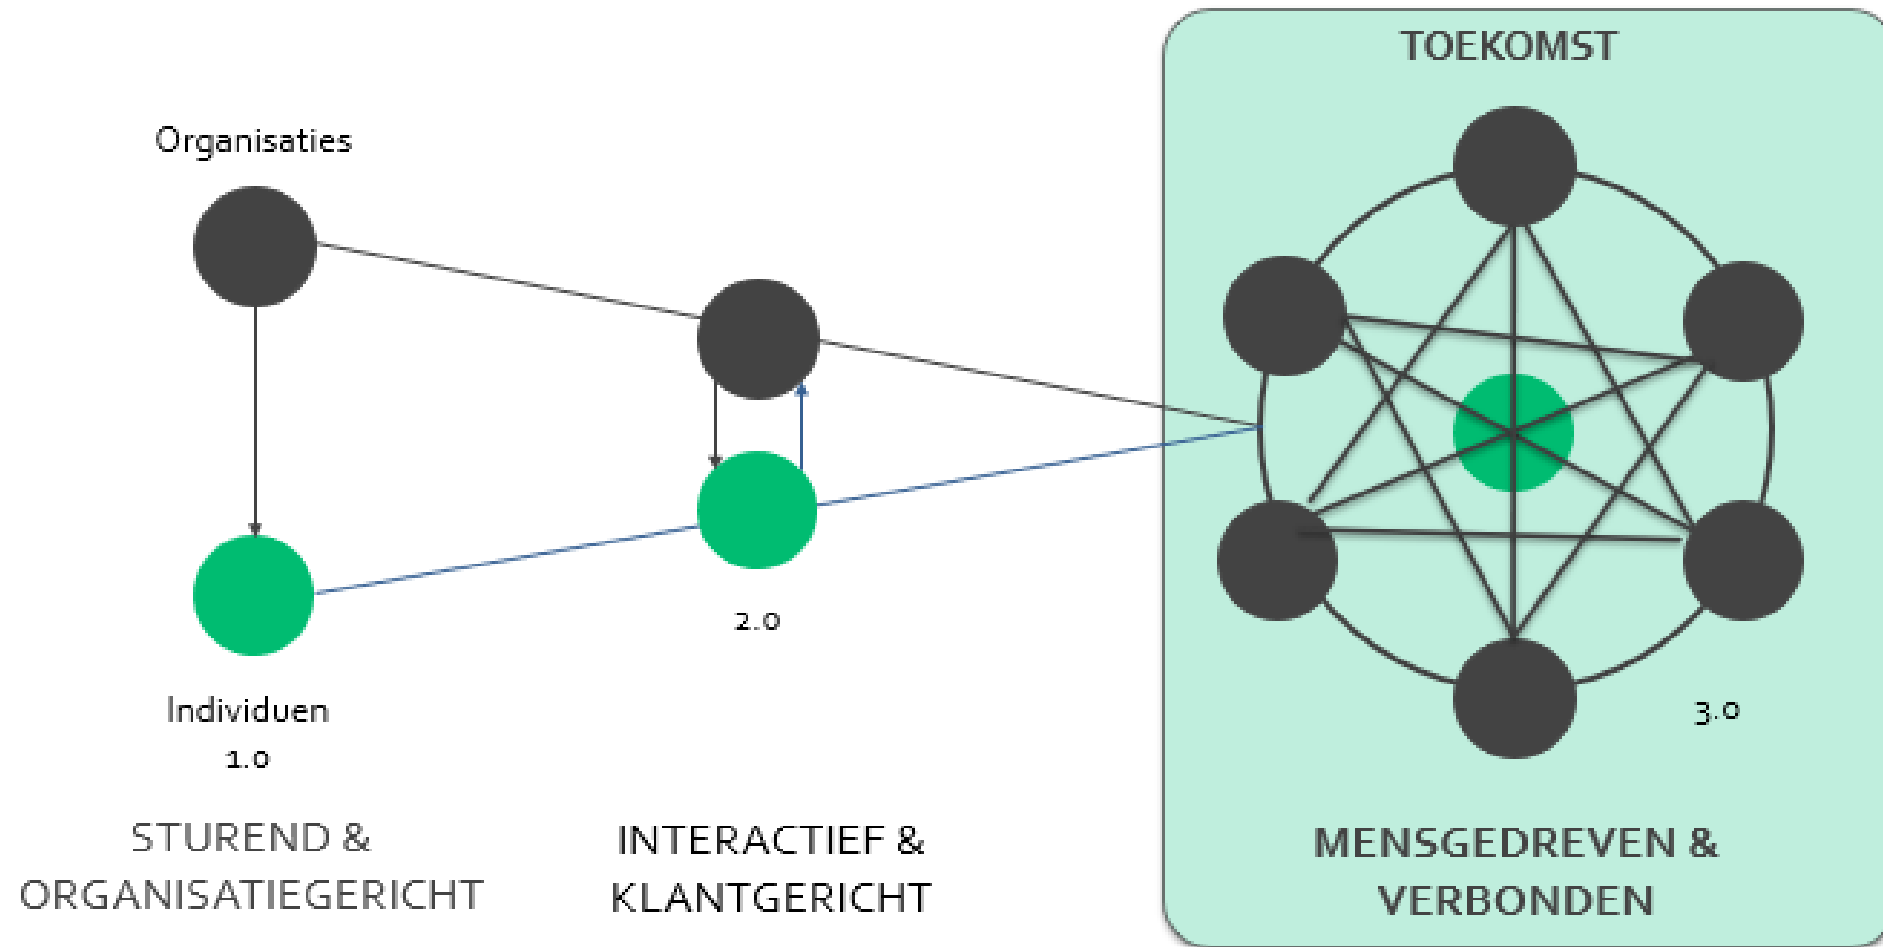 TOEKOMST
Organisaties
2.0
Individuen
1.0
3.0
STUREND &
ORGANISATIEGERICHT
INTERACTIEF &
KLANTGERICHT
MENSGEDREVEN &
VERBONDEN